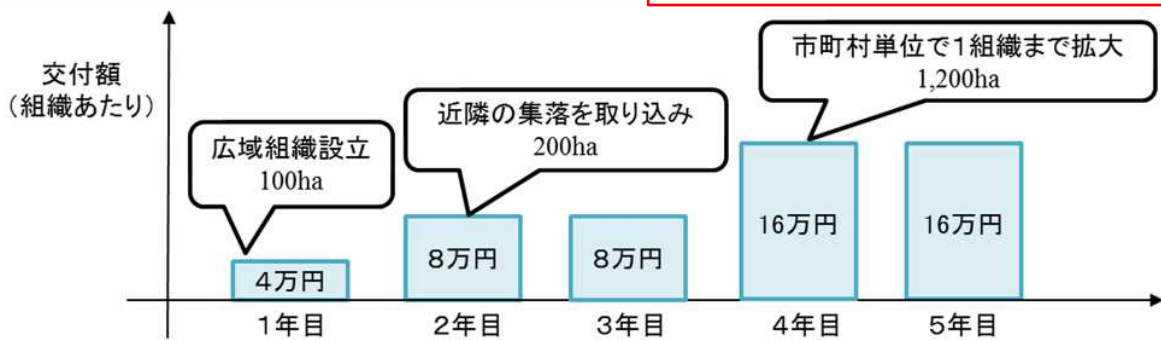 交付額
（組織あたり）
広域組織設立
100ha
近隣の集落を取り込み
200ha
市町村単位で１組織まで拡大
1,200ha
４万円
８万円
８万円
16万円
16万円
１年目
２年目
３年目
４年目
５年目